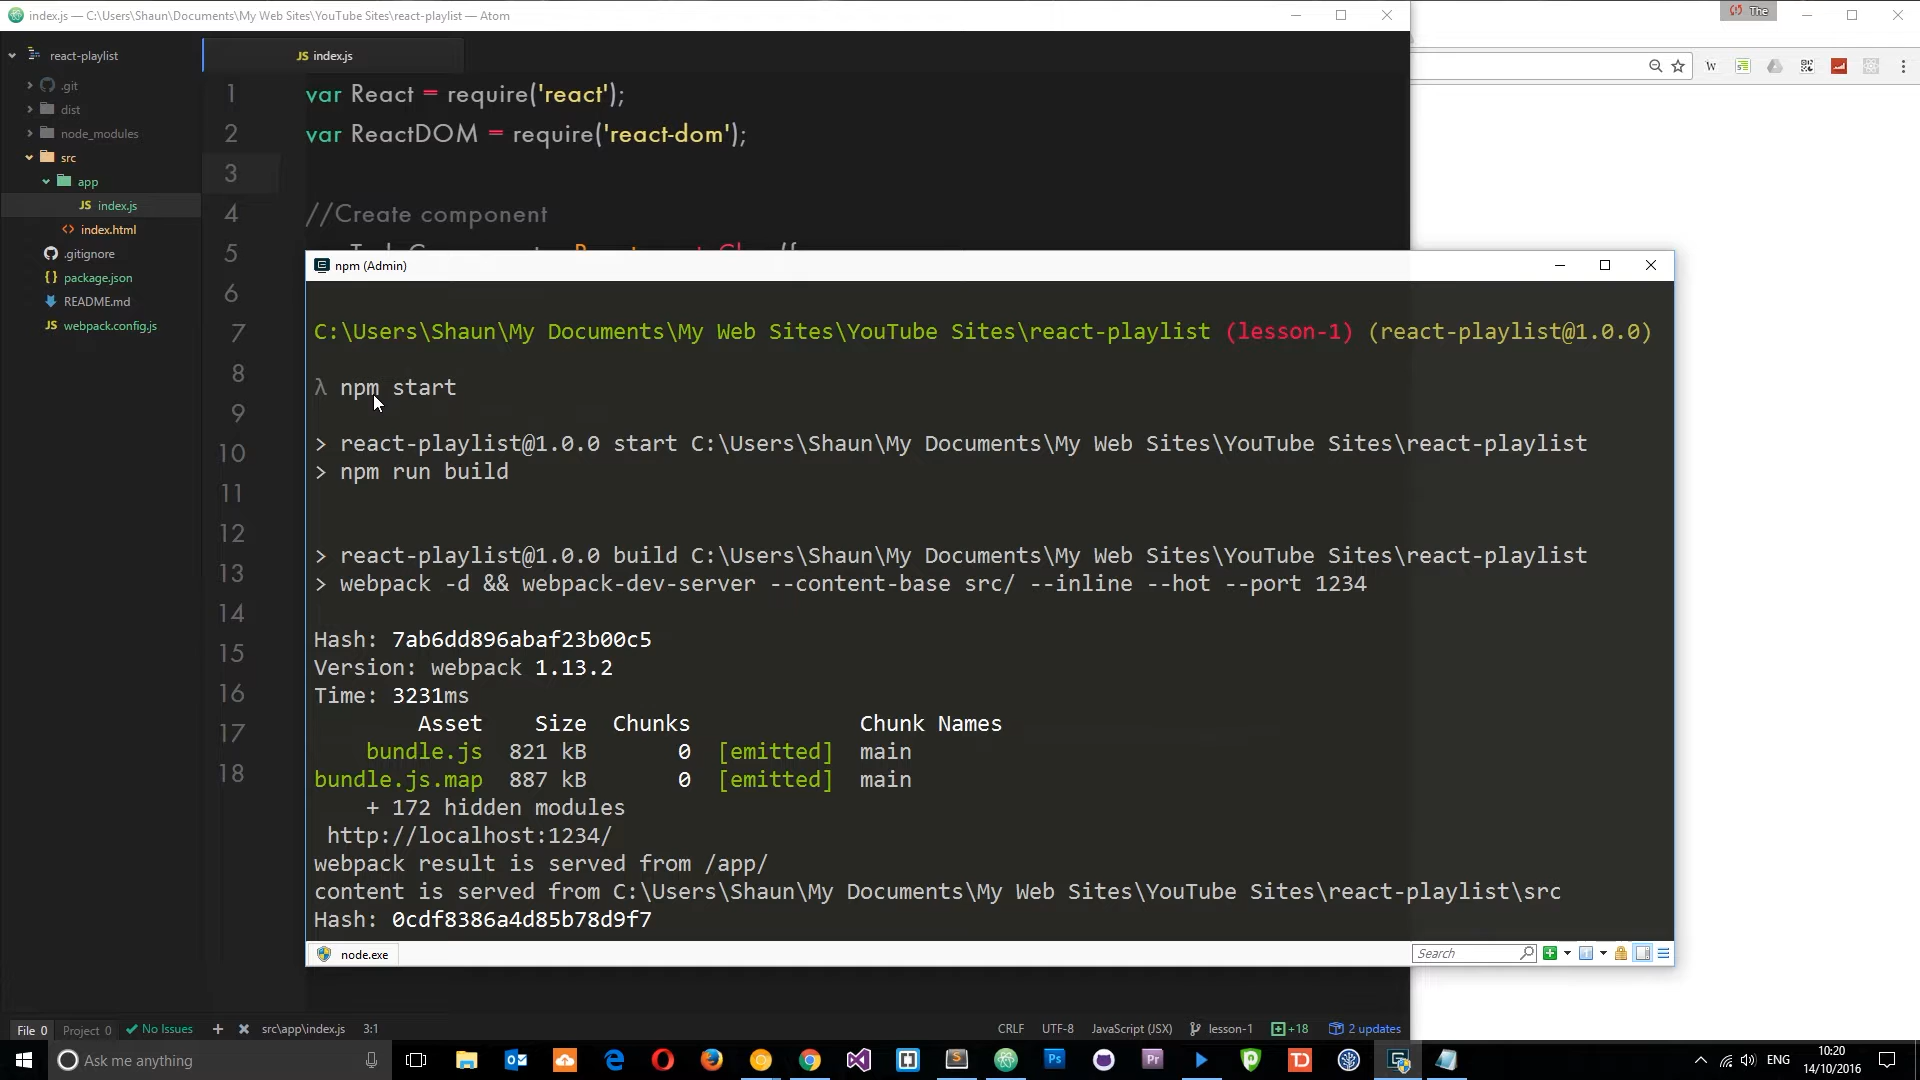 index.js — C:\Users\Shaun\Documents\My Web Sites\YouTube Sites\react-playlist — Atom
The
react-playlist
JS index.js
.git
dist
node_modules
src
app
JS index.js
<> index.html
.gitignore
{} package.json
README.md
JS webpack.config.js
1 var React = require('react');
2 var ReactDOM = require('react-dom');
3
4 //Create component
5
6
7
8
9
10
11
12
13
14
15
16
17
18
npm (Admin)
C:\Users\Shaun\My Documents\My Web Sites\YouTube Sites\react-playlist (lesson-1) (react-playlist@1.0.0)
λ npm start
> react-playlist@1.0.0 start C:\Users\Shaun\My Documents\My Web Sites\YouTube Sites\react-playlist
> npm run build
> react-playlist@1.0.0 build C:\Users\Shaun\My Documents\My Web Sites\YouTube Sites\react-playlist
> webpack -d && webpack-dev-server --content-base src/ --inline --hot --port 1234
Hash: 7ab6dd896abaf23b00c5
Version: webpack 1.13.2
Time: 3231ms
Asset Size Chunks Chunk Names
bundle.js 821 kB 0 [emitted] main
bundle.js.map 887 kB 0 [emitted] main
+ 172 hidden modules
http://localhost:1234/
webpack result is served from /app/
content is served from C:\Users\Shaun\My Documents\My Web Sites\YouTube Sites\react-playlist\src
Hash: 0cdf8386a4d85b78d9f7
node.exe
Search
File 0 Project 0 No Issues src\app\index.js 3:1 CRLF UTF-8 JavaScript (JSX) lesson-1 +18 2 updates
Ask me anything
ENG
10:20
14/10/2016